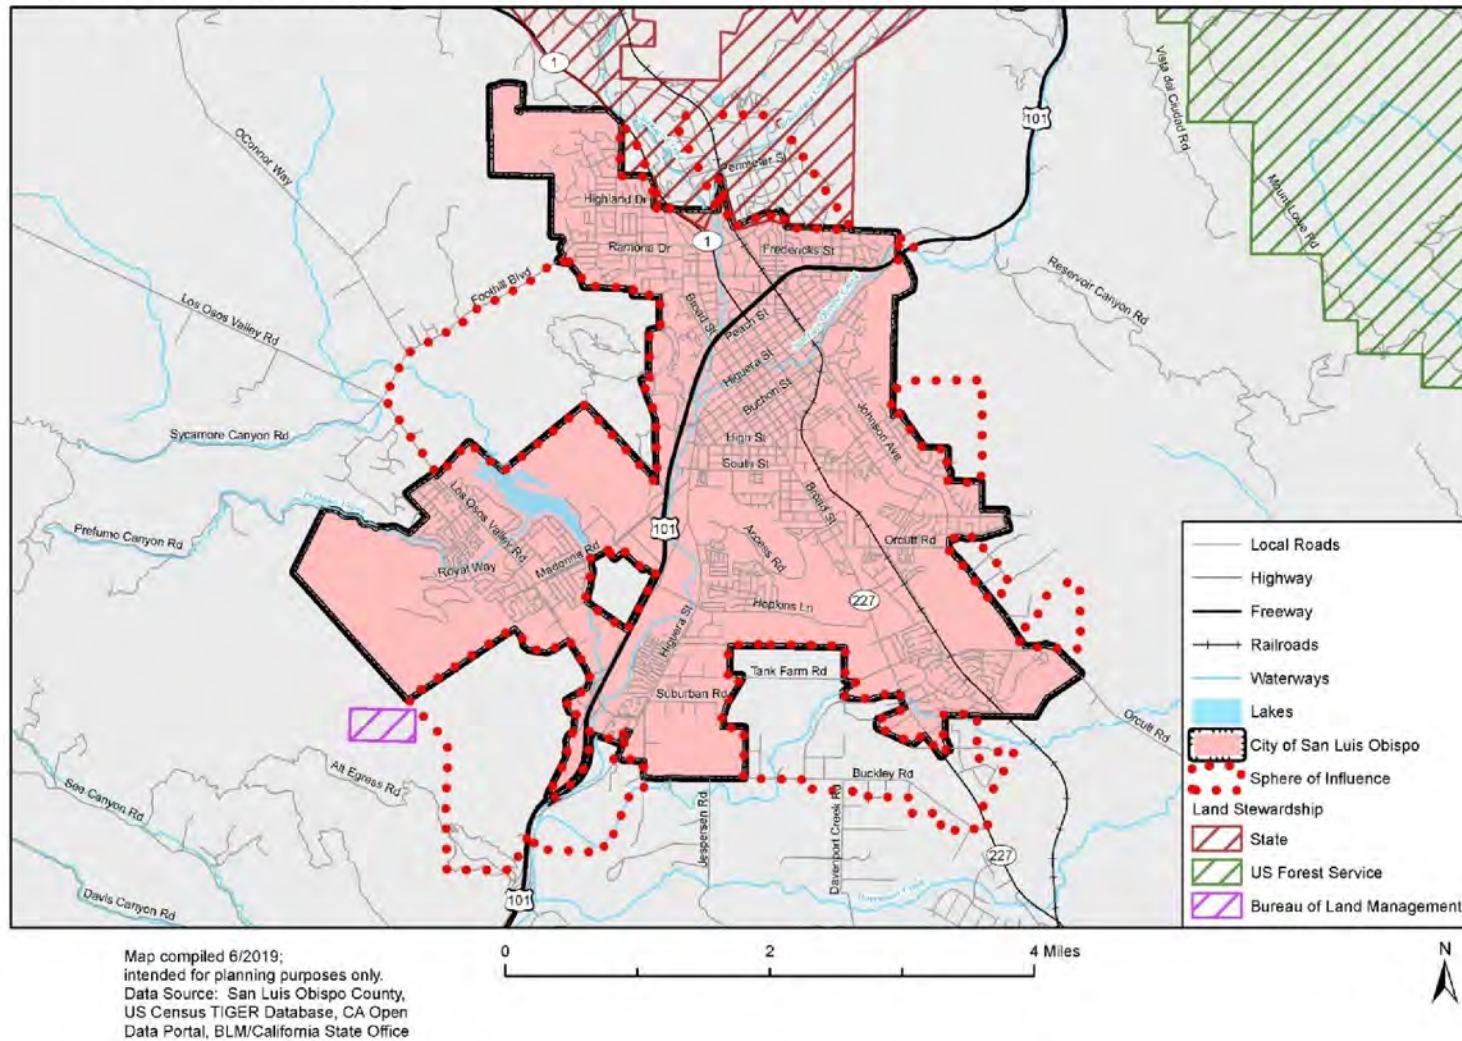 1
101
Vista del Ciudad Rd
OConnor Way
Perimeter St
Mount Lowe Rd
Highland Dr
1
Ramona Dr
Fredericks St
Foothill Blvd
Reservoir Canyon Rd
Los Osos Valley Rd
Broad St
Peach St
Higuera St
Buchon St
Johnson Ave
Sycamore Canyon Rd
High St
South St
Los Osos Valley Rd
Broad St
Prefumo Canyon Rd
101
Access Rd
Orcutt Rd
Madonna Rd
Royal Way
Hopkins Ln
227
Higuera St
Tank Farm Rd
Suburban Rd
Orcutt Rd
Alt Egress Rd
Buckley Rd
See Canyon Rd
Jespersen Rd
Davenport Creek Rd
227
101
Davis Canyon Rd
Local Roads
Highway
Freeway
Railroads
Waterways
Lakes
City of San Luis Obispo
Sphere of Influence
Land Stewardship
State
US Forest Service
Bureau of Land Management
Map compiled 6/2019;
intended for planning purposes only.
Data Source: San Luis Obispo County,
US Census TIGER Database, CA Open
Data Portal, BLM/California State Office
0 2 4 Miles
N